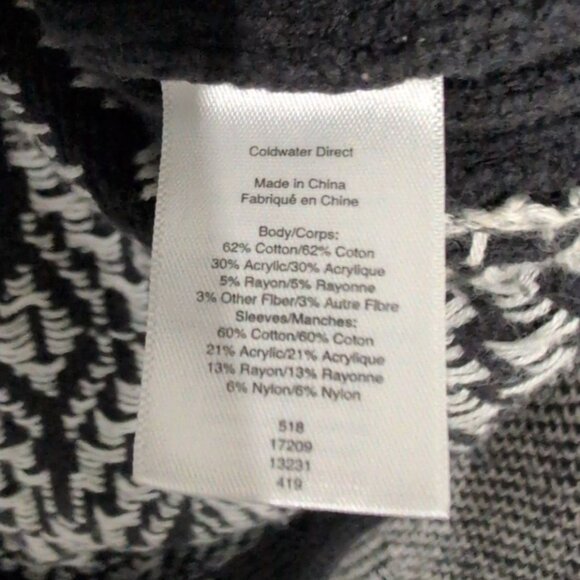 Coldwater Direct
Made in China
Fabriqué en Chine
Body/Corps:
62% Cotton/62% Coton
30% Acrylic/30% Acrylique
5% Rayon/5% Rayonne
3% Other Fiber/3% Autre Fibre
Sleeves/Manches:
60% Cotton/60% Coton
21% Acrylic/21% Acrylique
13% Rayon/13% Rayonne
6% Nylon/6% Nylon
518
17209
13231
419